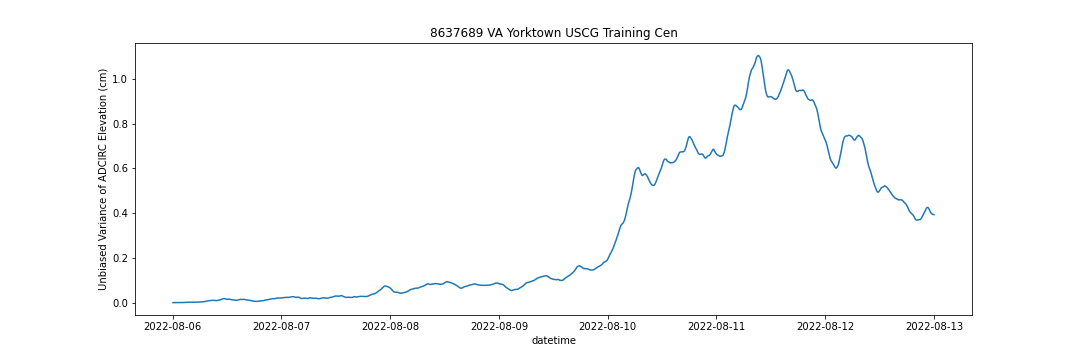 8637689 VA Yorktown USCG Training Cen
Unbiased Variance of ADCIRC Elevation (cm)
1.0
0.8
0.6
0.4
0.2
0.0
2022-08-06 2022-08-07 2022-08-08 2022-08-09 2022-08-10 2022-08-11 2022-08-12 2022-08-13
datetime